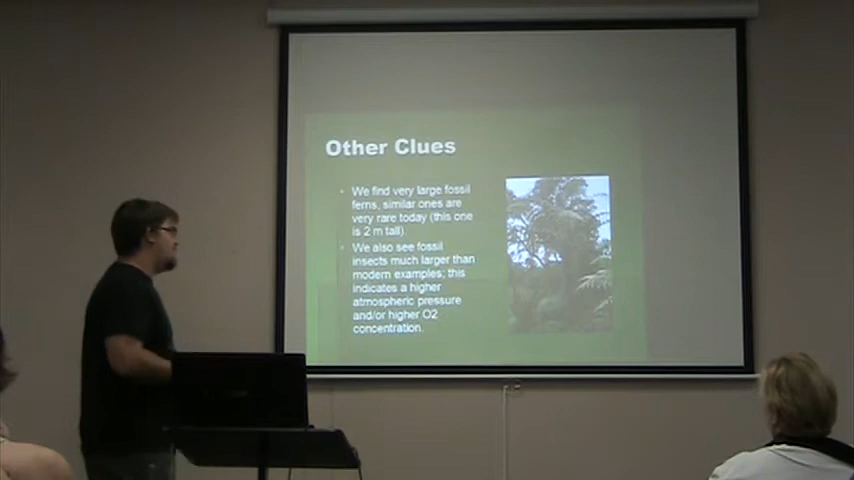 Other Clues
We find very large fossil
ferns, similar ones are
very rare today (this one
is 2 m tall).
We also see fossil
insects much larger than
modern examples; this
indicates a higher
atmospheric pressure
and/or higher O2
concentration.